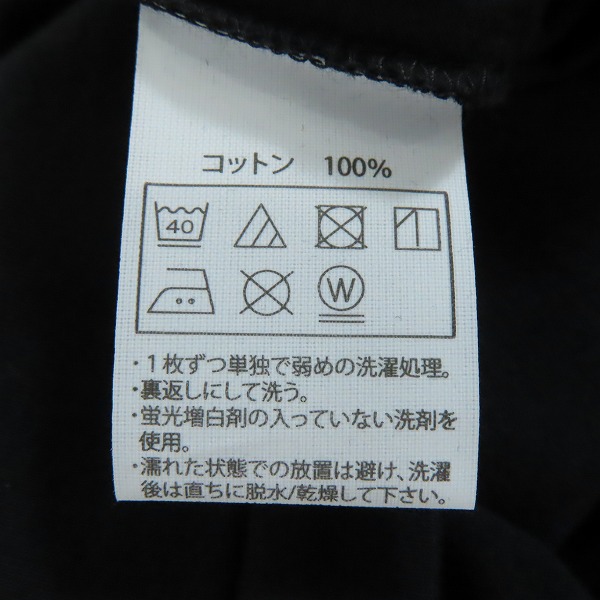 コットン 100%
40
W
・1枚ずつ単独で弱めの洗濯処理。
・裏返しにして洗う。
・蛍光増白剤の入っていない洗剤を
使用。
・濡れた状態での放置は避け、洗濯
後は直ちに脱水/乾燥して下さい。